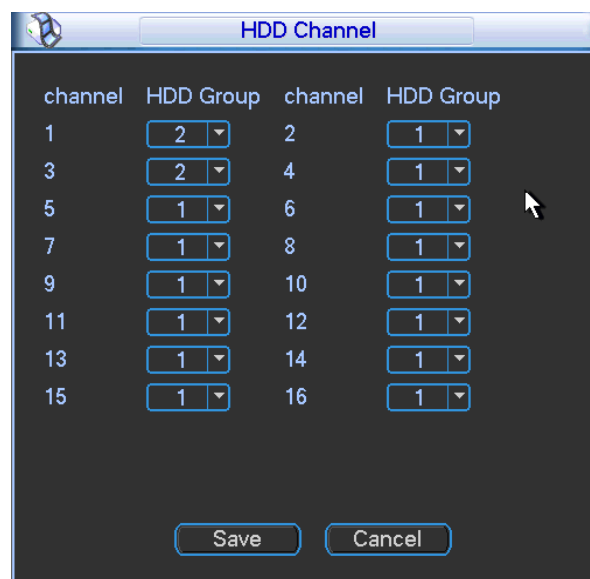 HDD Channel
channel HDD Group channel HDD Group
1 2 2 1
3 2 4 1
5 1 6 1
7 1 8 1
9 1 10 1
11 1 12 1
13 1 14 1
15 1 16 1
Save Cancel